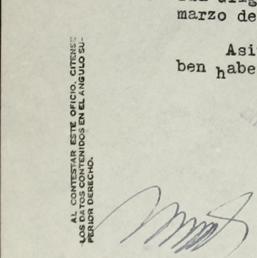 marzo de
Asi
ben habe
AL CONTESTAR ESTE OFICIO, CITENSE
LOS DATOS CONTENIDOS EN EL ANGULO SU-
PERIOR DERECHO.